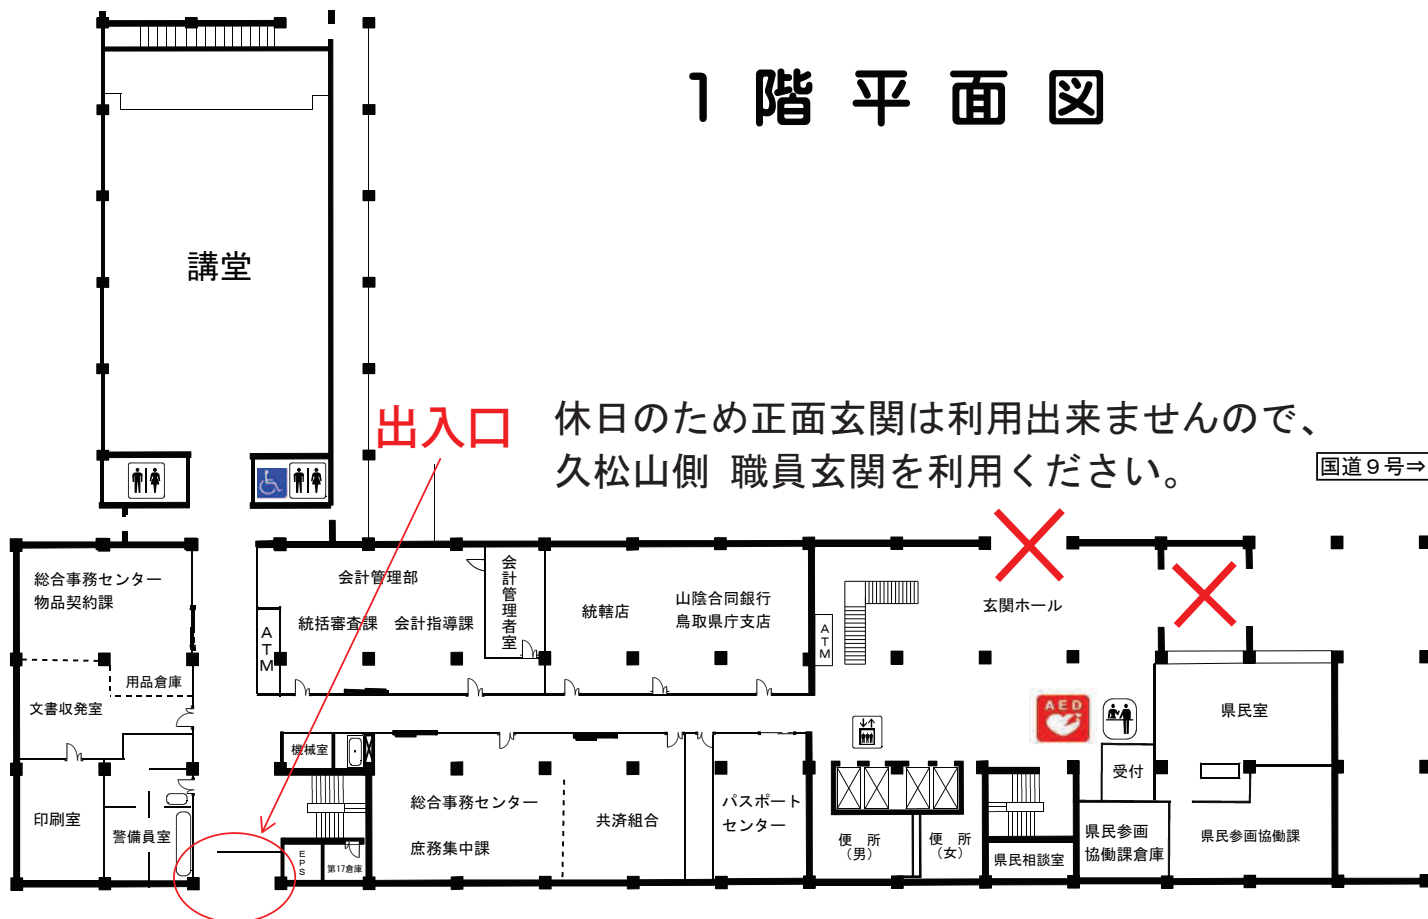 1階平面図
講堂
出入口
休日のため正面玄関は利用出来ませんので、
久松山側 職員玄関を利用ください。
国道９号⇒
総合事務センター
物品契約課
用品倉庫
文書収発室
印刷室
警備員室
会計管理部
統括審査課 会計指導課
ATM
会計管理者室
統轄店
山陰合同銀行
鳥取県庁支店
ATM
玄関ホール
機械室
EPS
第17倉庫
総合事務センター
庶務集中課
共済組合
パスポート
センター
便 所
（男）
便 所
（女）
県民相談室
AED
受付
県民室
県民参画
協働課倉庫
県民参画協働課